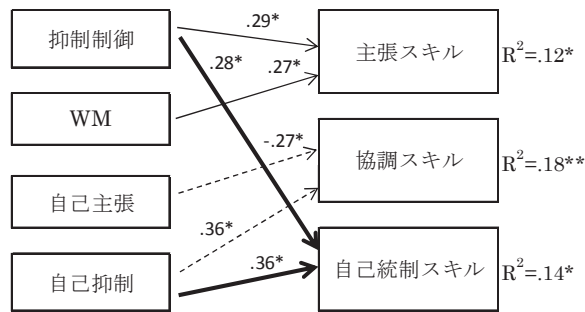 抑制制御
.29*
主張スキル
R²=.12*
.28*
.27*
WM
-.27*
協調スキル
R²=.18**
自己主張
.36*
自己抑制
.36*
自己統制スキル
R²=.14*